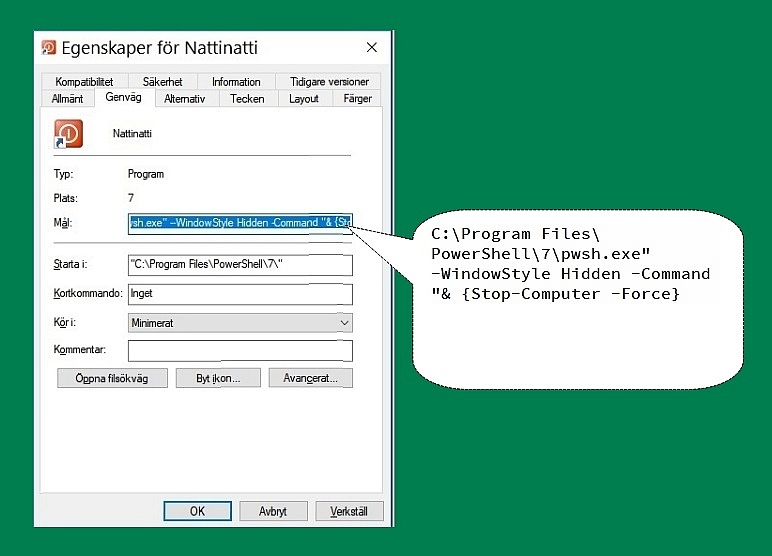 Egenskaper för Nattinatti
Kompatibilitet Säkerhet Information Tidigare versioner
Allmänt Genväg Alternativ Tecken Layout Färger
Nattinatti
Typ: Program
Plats: 7
Mål: wsh.exe" –WindowStyle Hidden -Command "& {Sto
Starta i: "C:\Program Files\PowerShell\7\"
Kortkommando: Inget
Kör i: Minimerat
Kommentar:
Öppna filsökväg Byt ikon... Avancerat...
OK Avbryt Verkställ
C:\Program Files\
PowerShell\7\pwsh.exe"
–WindowStyle Hidden –Command
"& {Stop-Computer –Force}